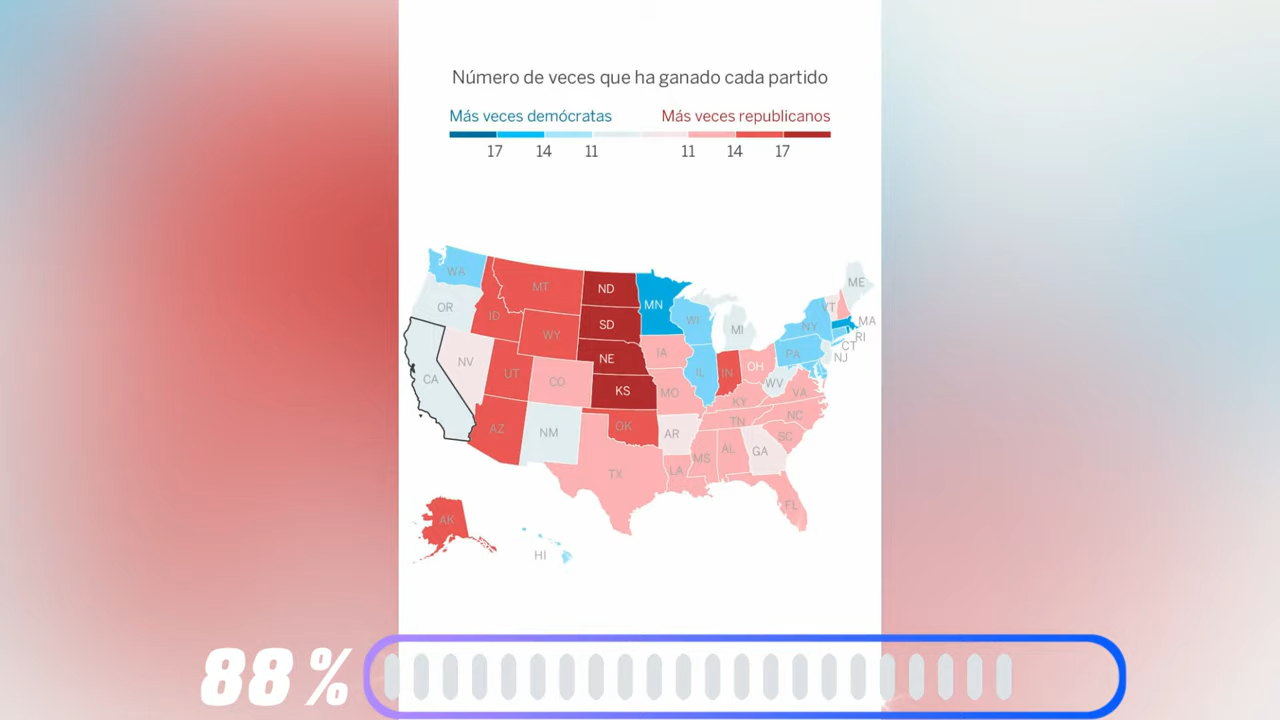 Número de veces que ha ganado cada partido
Más veces demócratas Más veces republicanos
17 14 11 11 14 17
WA
OR
CA
NV
ID
MT
WY
UT
AZ
CO
NM
ND
SD
NE
KS
OK
TX
MN
IA
MO
AR
LA
WI
IL
MI
IN
OH
KY
TN
MS
AL
GA
FL
SC
NC
VA
WV
PA
NY
VT
ME
MA
RI
CT
NJ
AK
HI
88%